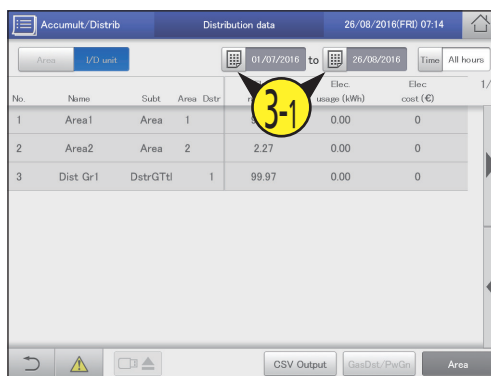 Accumult/Distrib Distribution data 26/08/2016(FRI) 07:14
Area I/D unit 01/07/2016 to 26/08/2016 Time All hours
Elec. Elec 1/
No. Name Subt Area Dstr usage (kWh) cost (€)
3-1
1 Area1 Area 1 0.00 0
2 Area2 Area 2 2.27 0.00 0
3 Dist Gr1 DstrGTtl 1 99.97 0.00 0
CSV Output GasDst/PwGn Area